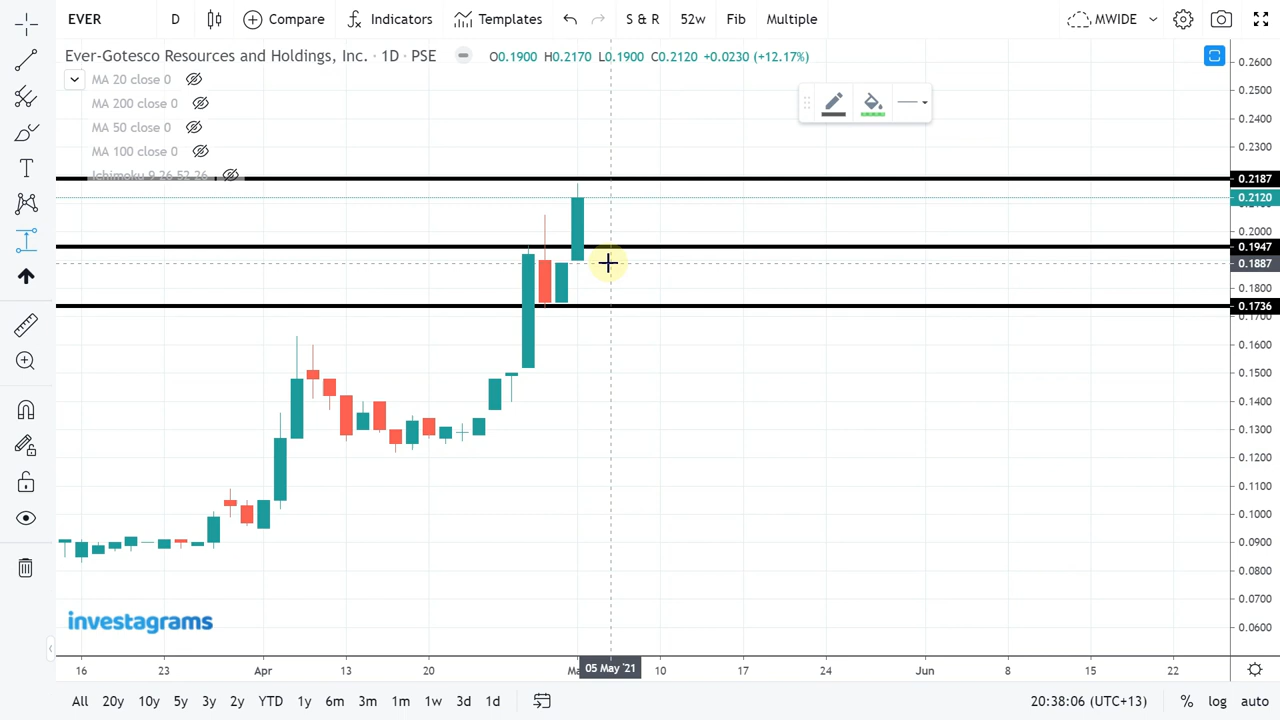 EVER D Compare Indicators Templates S & R 52w Fib Multiple MWIDE
Ever-Gotesco Resources and Holdings, Inc. · 1D · PSE O0.1900 H0.2170 L0.1900 C0.2120 +0.0230 (+12.17%)
MA 20 close 0
MA 200 close 0
MA 50 close 0
MA 100 close 0
Ichimoku 9 26 52 26
0.2600
0.2500
0.2400
0.2300
0.2187
0.2120
0.2000
0.1947
0.1887
0.1800
0.1736
0.1700
0.1600
0.1500
0.1400
0.1300
0.1200
0.1100
0.1000
0.0900
0.0800
0.0700
0.0600
investagrams
16 23 Apr 13 20 05 May '21 10 17 24 Jun 8 15 22
All 20y 10y 5y 3y 2y YTD 1y 6m 3m 1m 1w 3d 1d 20:38:06 (UTC+13) % log auto